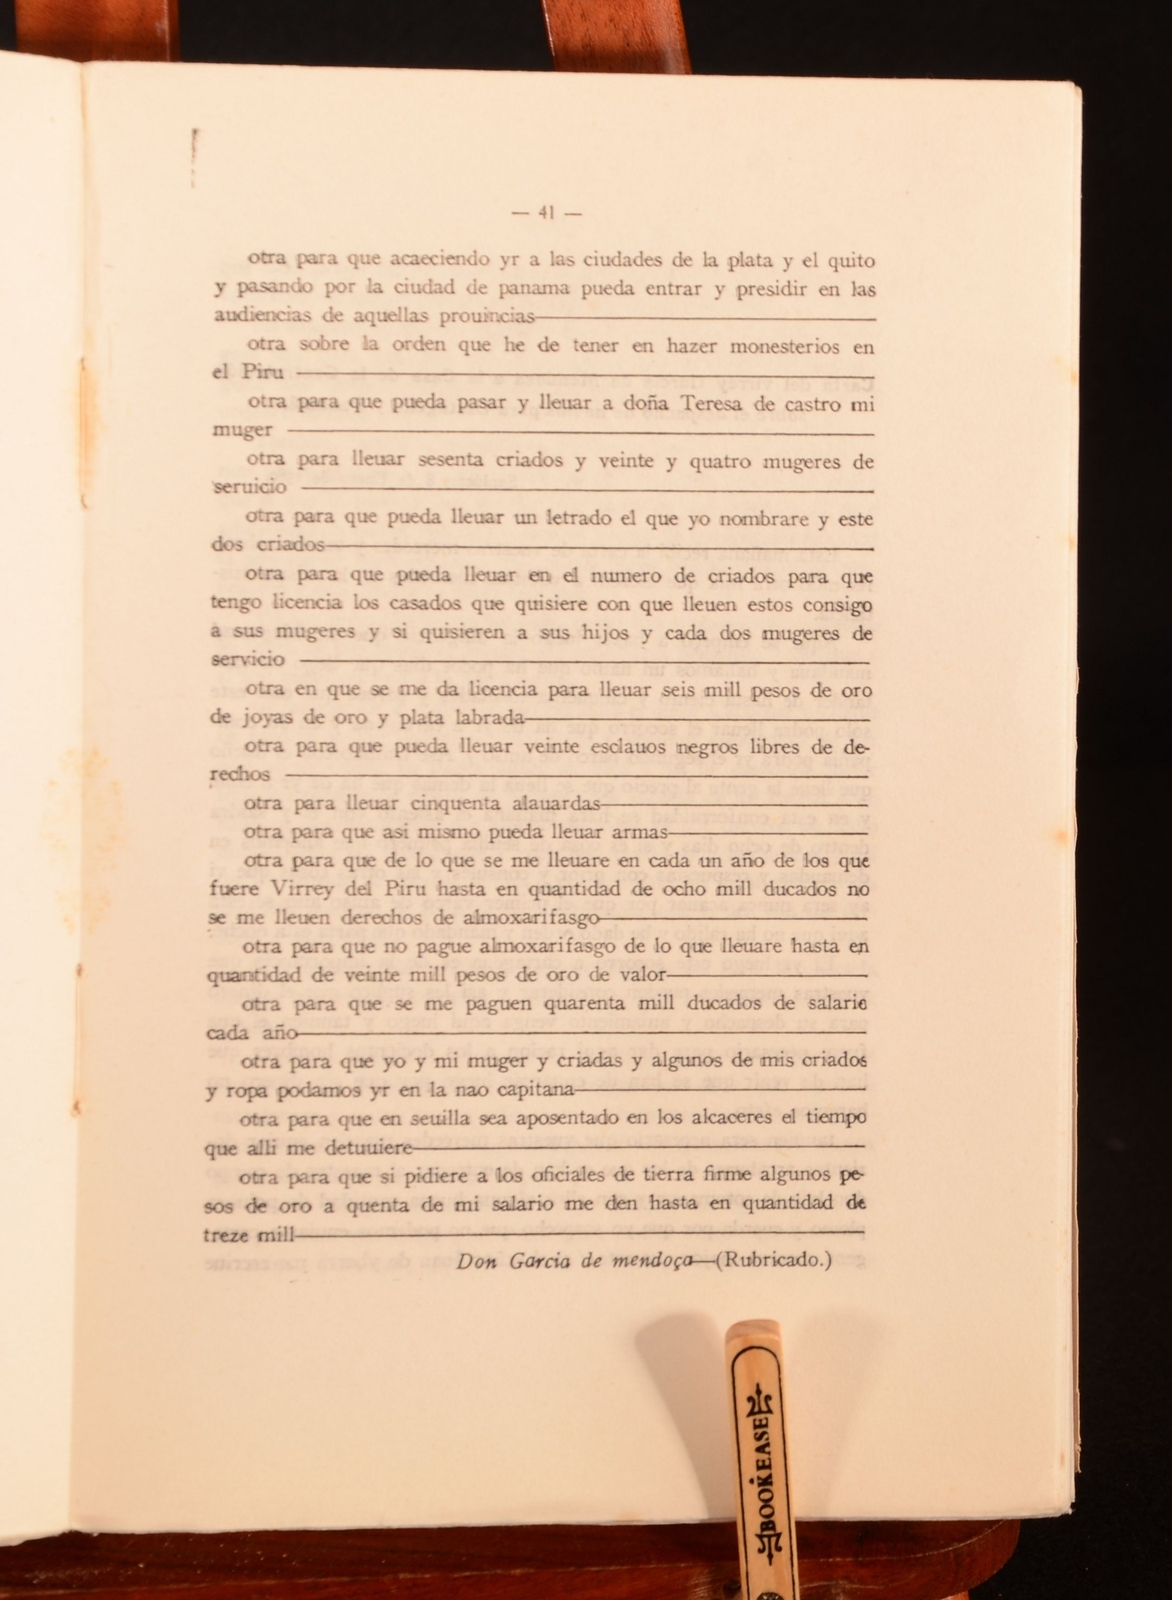 — 41 —
otra para que acaeciendo yr a las ciudades de la plata y el quito
y pasando por la ciudad de panama pueda entrar y presidir en las
audiencias de aquellas prouincias—
otra sobre la orden que he de tener en hazer monesterios en
el Piru —
otra para que pueda pasar y lleuar a doña Teresa de castro mi
muger —
otra para lleuar sesenta criados y veinte y quatro mugeres de
seruicio —
otra para que pueda lleuar un letrado el que yo nombrare y este
dos criados—
otra para que pueda lleuar en el numero de criados para que
tengo licencia los casados que quisiere con que lleuen estos consigo
a sus mugeres y si quisieren a sus hijos y cada dos mugeres de
servicio —
otra en que se me da licencia para lleuar seis mill pesos de oro
de joyas de oro y plata labrada—
otra para que pueda lleuar veinte esclauos negros libres de de-
rechos —
otra para lleuar cinquenta alauardas—
otra para que asi mismo pueda lleuar armas—
otra para que de lo que se me lleuare en cada un año de los que
fuere Virrey del Piru hasta en quantidad de ocho mill ducados no
se me lleuen derechos de almoxarifasgo—
otra para que no pague almoxarifasgo de lo que lleuare hasta en
quantidad de veinte mill pesos de oro de valor—
otra para que se me paguen quarenta mill ducados de salario
cada año—
otra para que yo y mi muger y criadas y algunos de mis criados
y ropa podamos yr en la nao capitana—
otra para que en seuilla sea aposentado en los alcaceres el tiempo
que alli me detuuiere—
otra para que si pidiere a los oficiales de tierra firme algunos pe-
sos de oro a quenta de mi salario me den hasta en quantidad de
treze mill—
Don Garcia de mendoça—(Rubricado.)
BOOKEASE